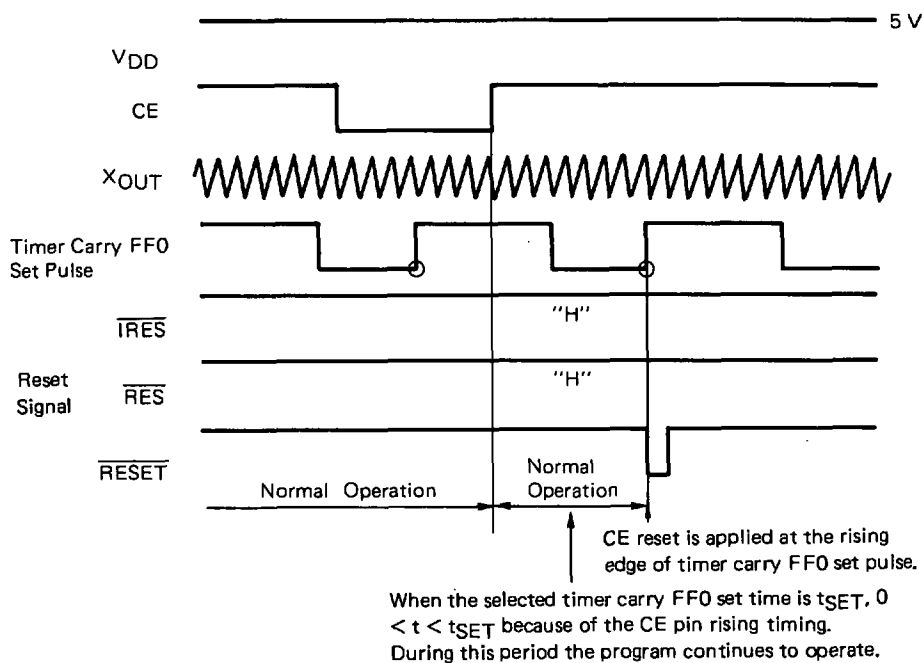 5 V
VDD
CE
XOUT
Timer Carry FF0
Set Pulse
IRES
"H"
Reset
Signal
RES
"H"
RESET
Normal Operation
Normal
Operation
CE reset is applied at the rising
edge of timer carry FF0 set pulse.
When the selected timer carry FF0 set time is tSET, 0
< t < tSET because of the CE pin rising timing.
During this period the program continues to operate.